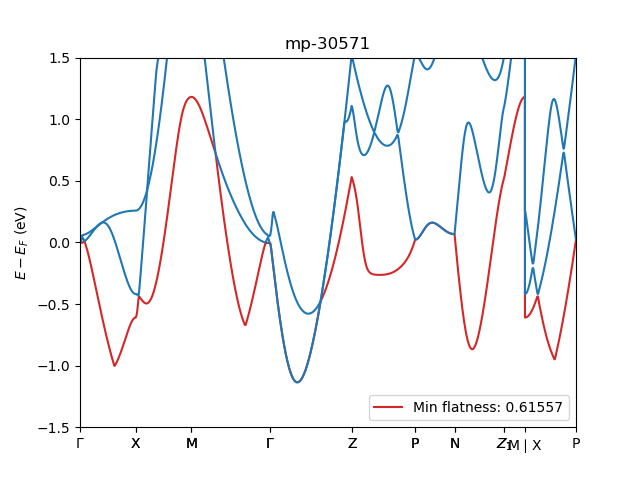 mp-30571
E − E_F (eV)
1.5
1.0
0.5
0.0
−0.5
−1.0
−1.5
Min flatness: 0.61557
Γ X M Γ Z P N Z₁ M | X P